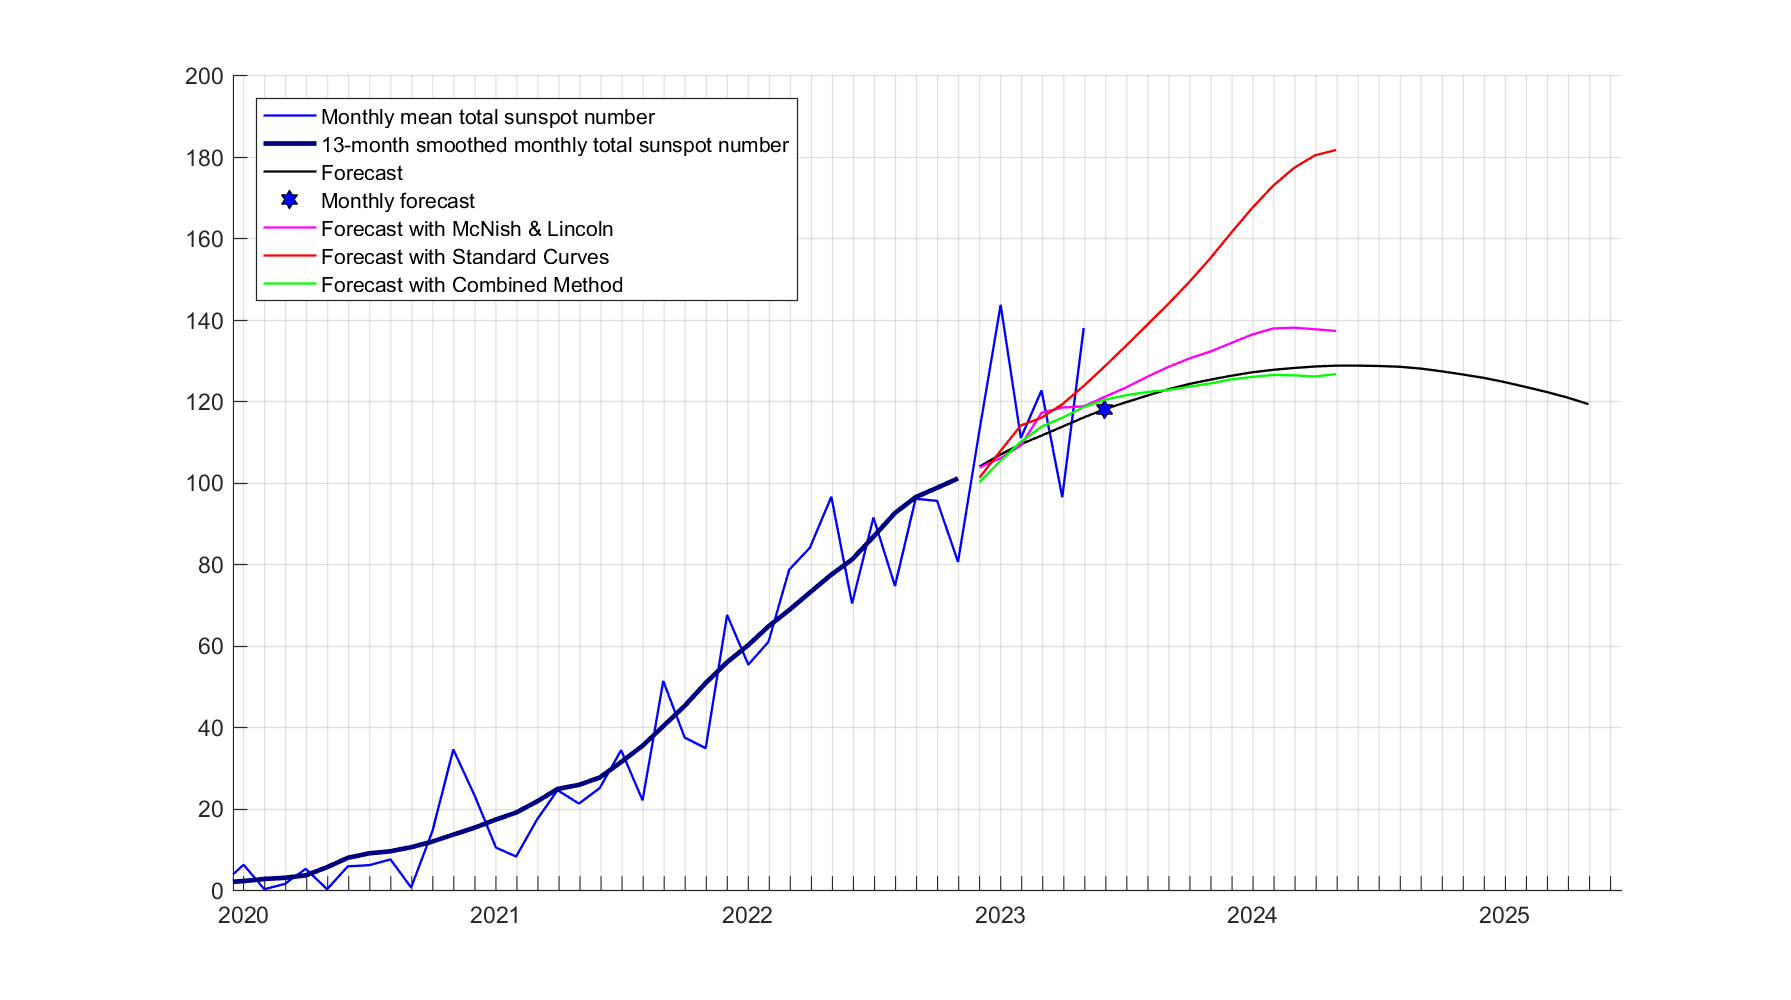 200
180
160
140
120
100
80
60
40
20
0
Monthly mean total sunspot number
13-month smoothed monthly total sunspot number
Forecast
Monthly forecast
Forecast with McNish & Lincoln
Forecast with Standard Curves
Forecast with Combined Method
2020 2021 2022 2023 2024 2025